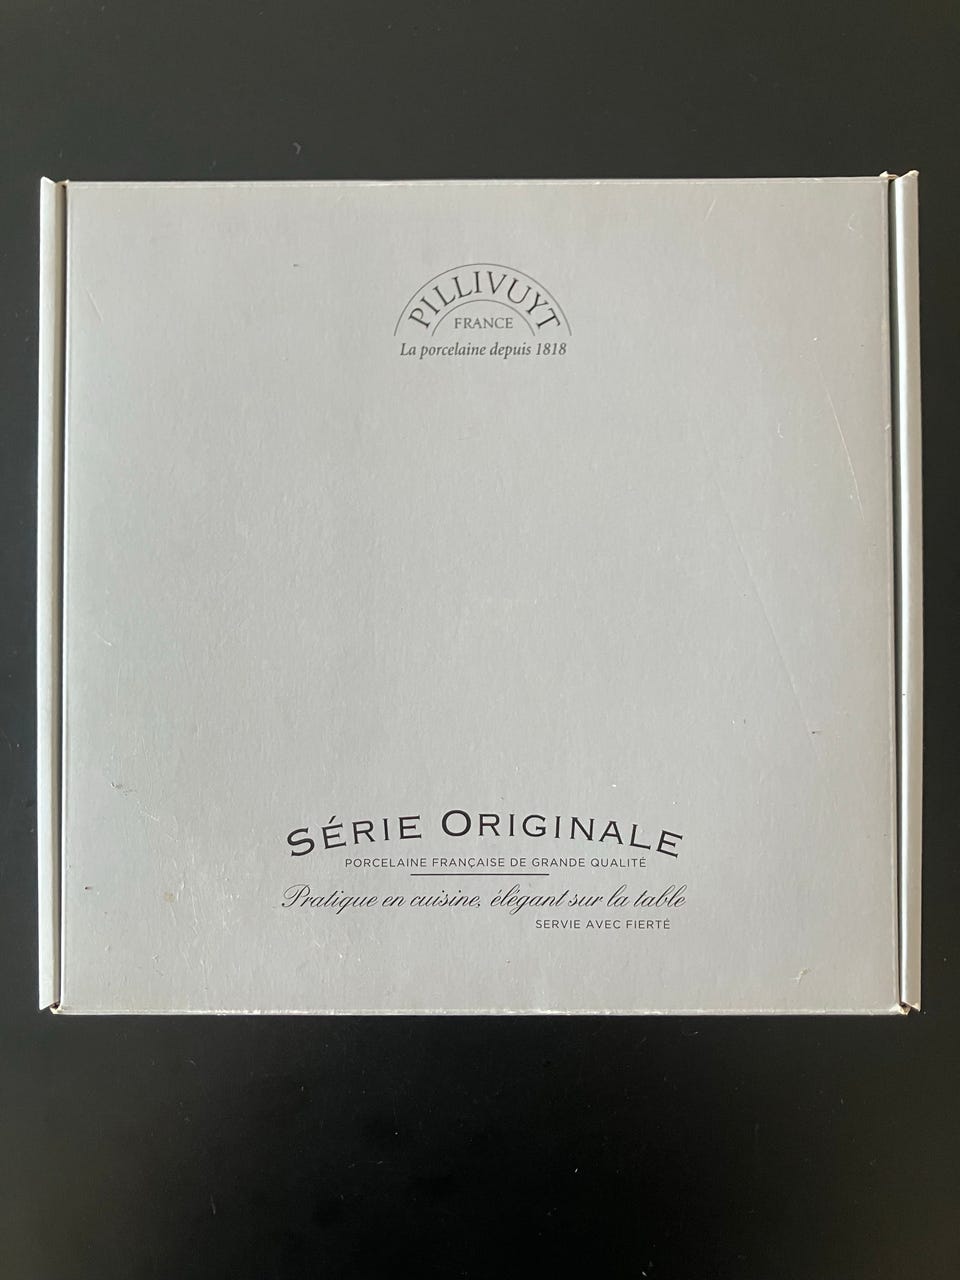 PILLIVUYT
FRANCE
La porcelaine depuis 1818
SÉRIE ORIGINALE
PORCELAINE FRANÇAISE DE GRANDE QUALITÉ
Pratique en cuisine, élégant sur la table
SERVIE AVEC FIERTÉ